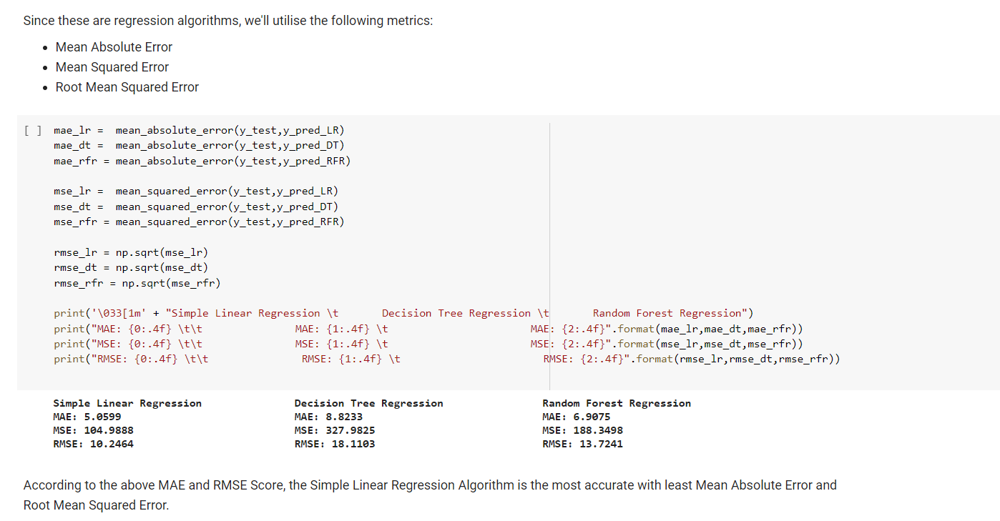 Since these are regression algorithms, we'll utilise the following metrics:
• Mean Absolute Error
• Mean Squared Error
• Root Mean Squared Error
[ ] mae_lr =  mean_absolute_error(y_test,y_pred_LR)
mae_dt =  mean_absolute_error(y_test,y_pred_DT)
mae_rfr = mean_absolute_error(y_test,y_pred_RFR)
mse_lr =  mean_squared_error(y_test,y_pred_LR)
mse_dt =  mean_squared_error(y_test,y_pred_DT)
mse_rfr = mean_squared_error(y_test,y_pred_RFR)
rmse_lr = np.sqrt(mse_lr)
rmse_dt = np.sqrt(mse_dt)
rmse_rfr = np.sqrt(mse_rfr)
print('\033[1m' + "Simple Linear Regression \t       Decision Tree Regression \t       Random Forest Regression")
print("MAE: {0:.4f} \t\t               MAE: {1:.4f} \t                       MAE: {2:.4f}".format(mae_lr,mae_dt,mae_rfr))
print("MSE: {0:.4f} \t\t               MSE: {1:.4f} \t                       MSE: {2:.4f}".format(mse_lr,mse_dt,mse_rfr))
print("RMSE: {0:.4f} \t\t               RMSE: {1:.4f} \t                       RMSE: {2:.4f}".format(rmse_lr,rmse_dt,rmse_rfr))
Simple Linear Regression               Decision Tree Regression                Random Forest Regression
MAE: 5.0599                            MAE: 8.8233                             MAE: 6.9075
MSE: 104.9888                          MSE: 327.9825                           MSE: 188.3498
RMSE: 10.2464                          RMSE: 18.1103                           RMSE: 13.7241
According to the above MAE and RMSE Score, the Simple Linear Regression Algorithm is the most accurate with least Mean Absolute Error and
Root Mean Squared Error.